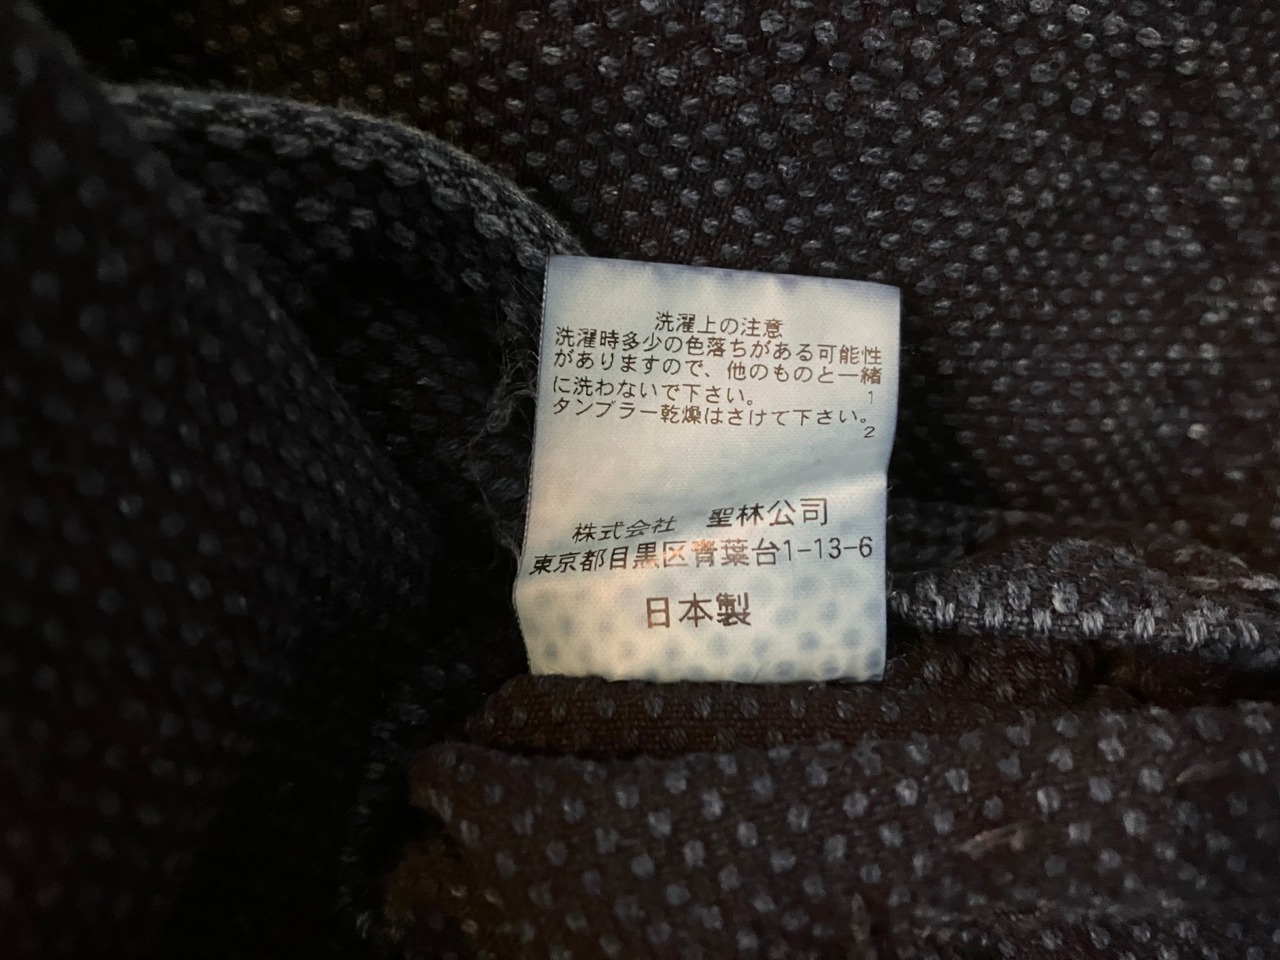 洗濯上の注意
洗濯時多少の色落ちがある可能性
がありますので、他のものと一緒
に洗わないで下さい。 1
タンブラー乾燥はさけて下さい。
2
株式会社 聖林公司
東京都目黒区青葉台1-13-6
日本製